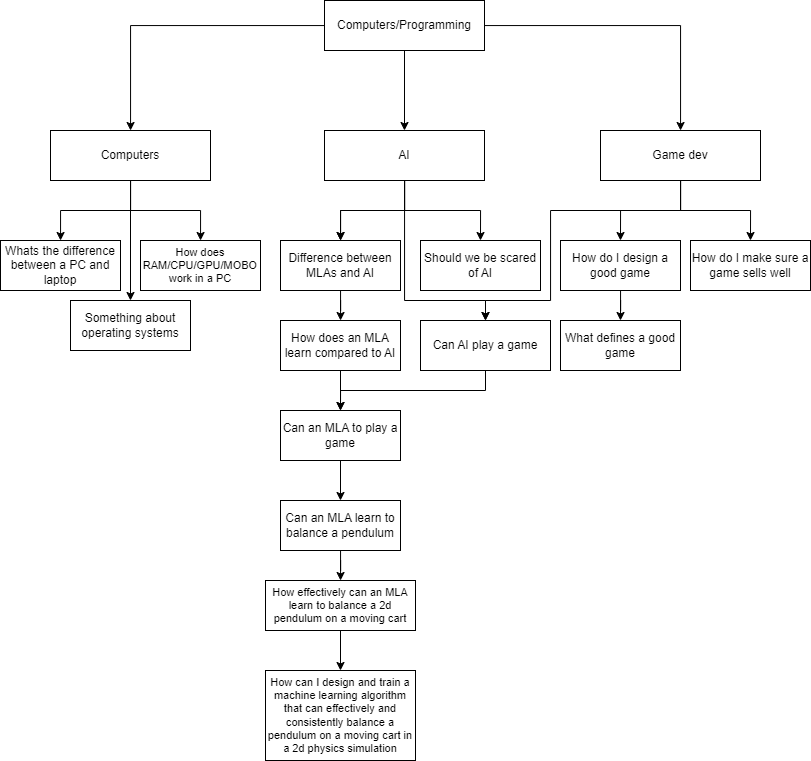 Computers/Programming
Computers
AI
Game dev
Whats the difference
between a PC and
laptop
How does
RAM/CPU/GPU/MOBO
work in a PC
Difference between
MLAs and AI
Should we be scared
of AI
How do I design a
good game
How do I make sure a
game sells well
Something about
operating systems
How does an MLA
learn compared to AI
Can AI play a game
What defines a good
game
Can an MLA to play a
game
Can an MLA learn to
balance a pendulum
How effectively can an MLA
learn to balance a 2d
pendulum on a moving cart
How can I design and train a
machine learning algorithm
that can effectively and
consistently balance a
pendulum on a moving cart in
a 2d physics simulation